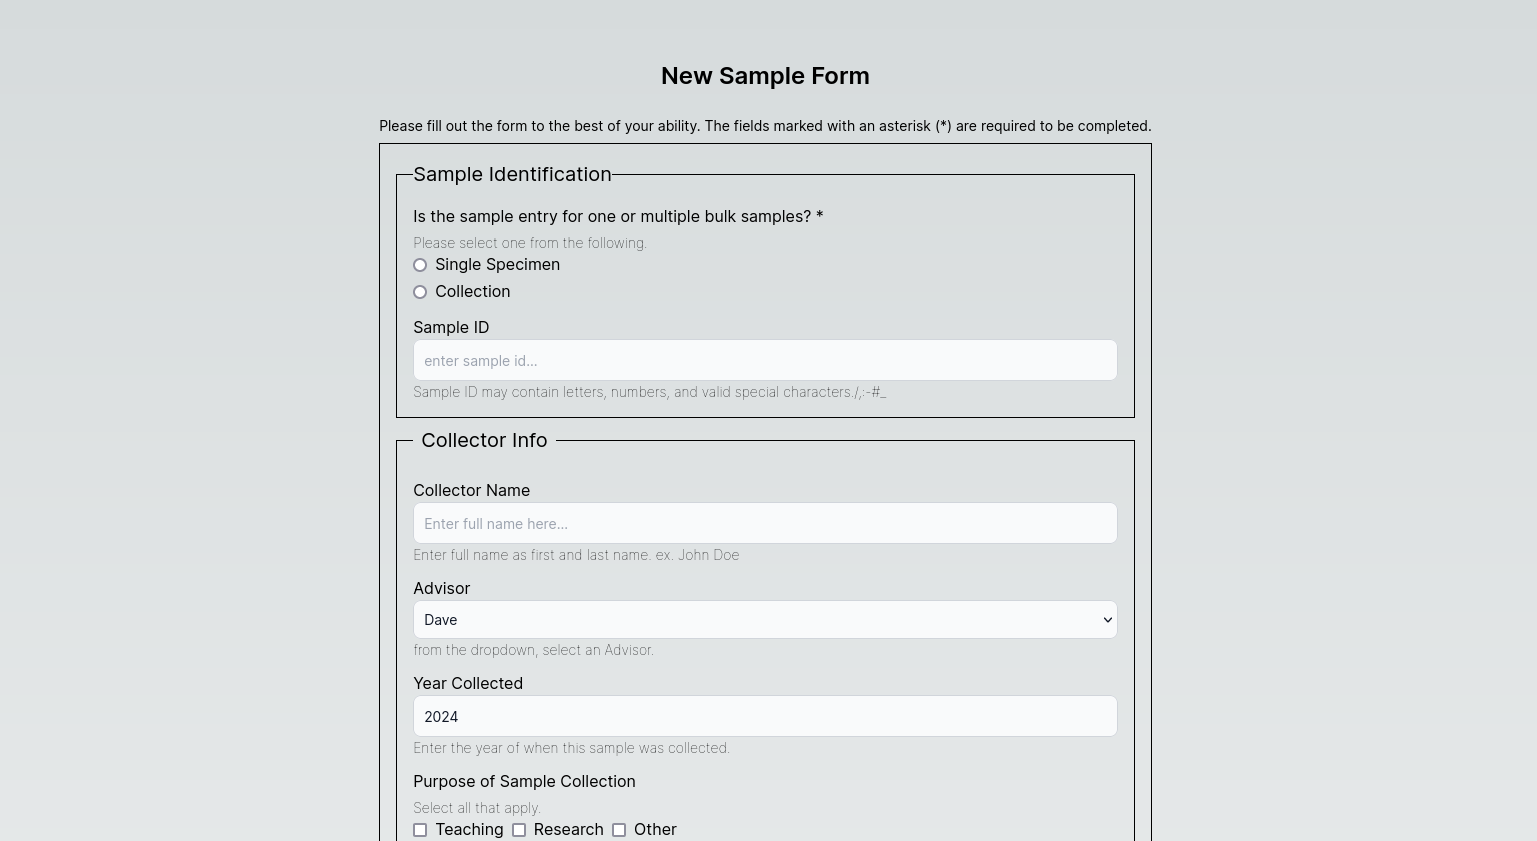 New Sample Form
Please fill out the form to the best of your ability. The fields marked with an asterisk (*) are required to be completed.
Sample Identification
Is the sample entry for one or multiple bulk samples? *
Please select one from the following.
Single Specimen
Collection
Sample ID
enter sample id...
Sample ID may contain letters, numbers, and valid special characters./,:-#_
Collector Info
Collector Name
Enter full name here...
Enter full name as first and last name. ex. John Doe
Advisor
Dave
from the dropdown, select an Advisor.
Year Collected
2024
Enter the year of when this sample was collected.
Purpose of Sample Collection
Select all that apply.
Teaching Research Other